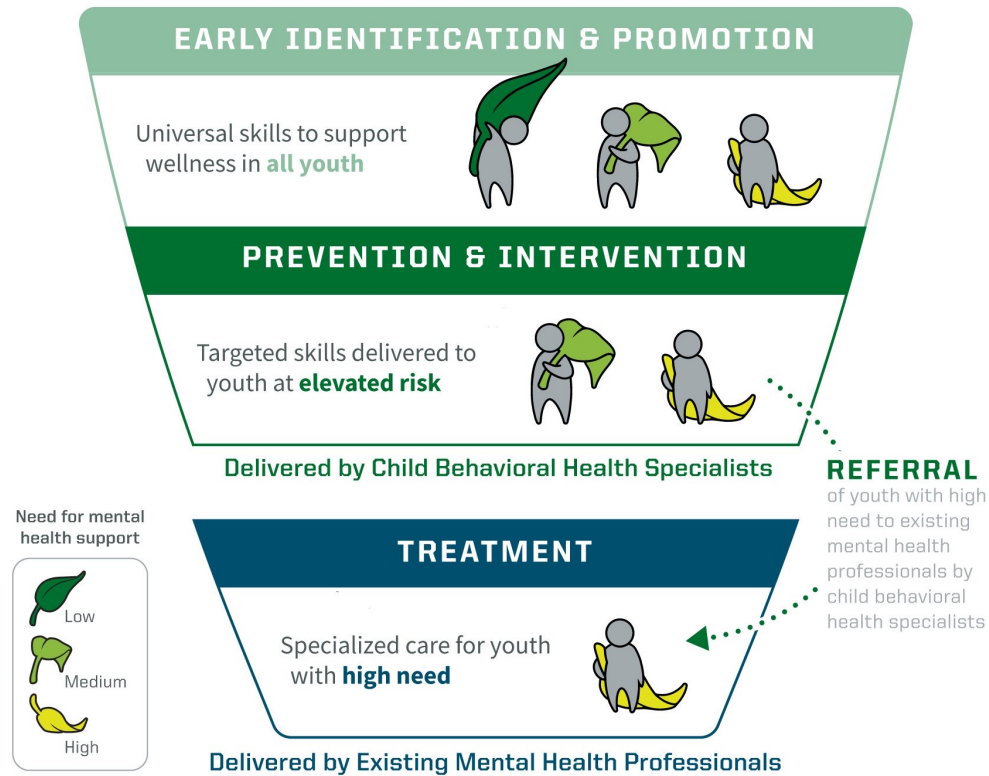 EARLY IDENTIFICATION & PROMOTION
Universal skills to support
wellness in all youth
PREVENTION & INTERVENTION
Targeted skills delivered to
youth at elevated risk
Delivered by Child Behavioral Health Specialists
REFERRAL
of youth with high
need to existing
mental health
professionals by
child behavioral
health specialists
Need for mental
health support
Low
Medium
High
TREATMENT
Specialized care for youth
with high need
Delivered by Existing Mental Health Professionals